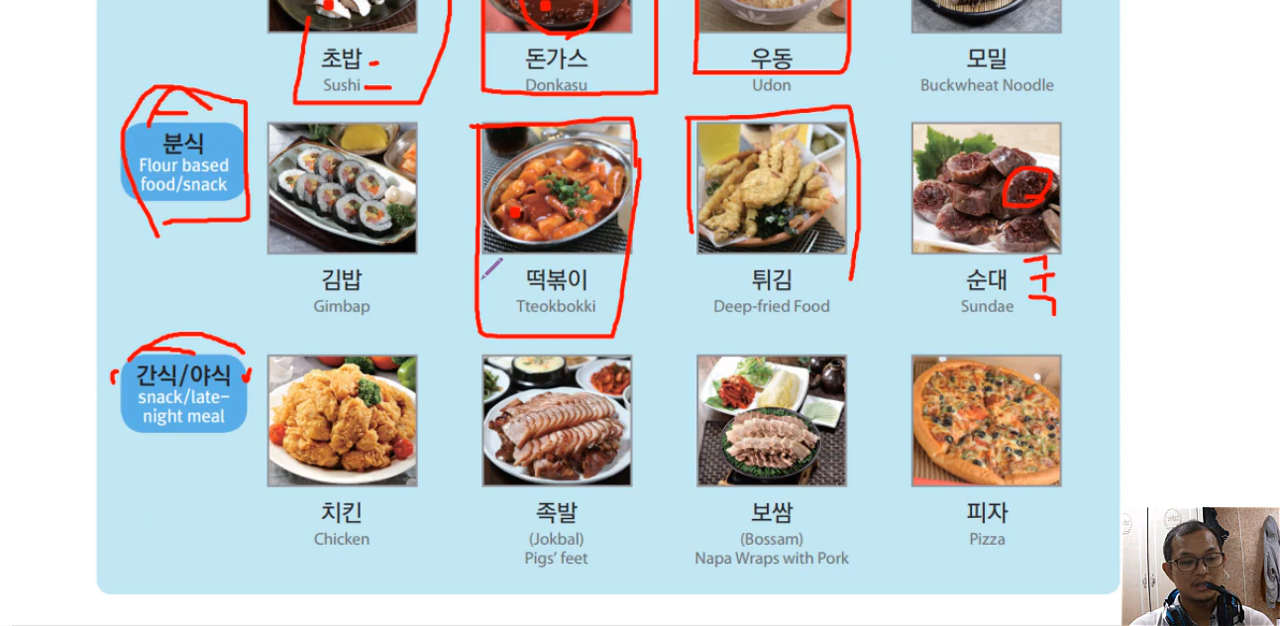 초밥
Sushi
돈가스
Donkasu
우동
Udon
모밀
Buckwheat Noodle
분식
Flour based
food/snack
김밥
Gimbap
떡볶이
Tteokbokki
튀김
Deep-fried Food
순대 국
Sundae
간식/야식
snack/late-
night meal
치킨
Chicken
족발
(Jokbal)
Pigs' feet
보쌈
(Bossam)
Napa Wraps with Pork
피자
Pizza